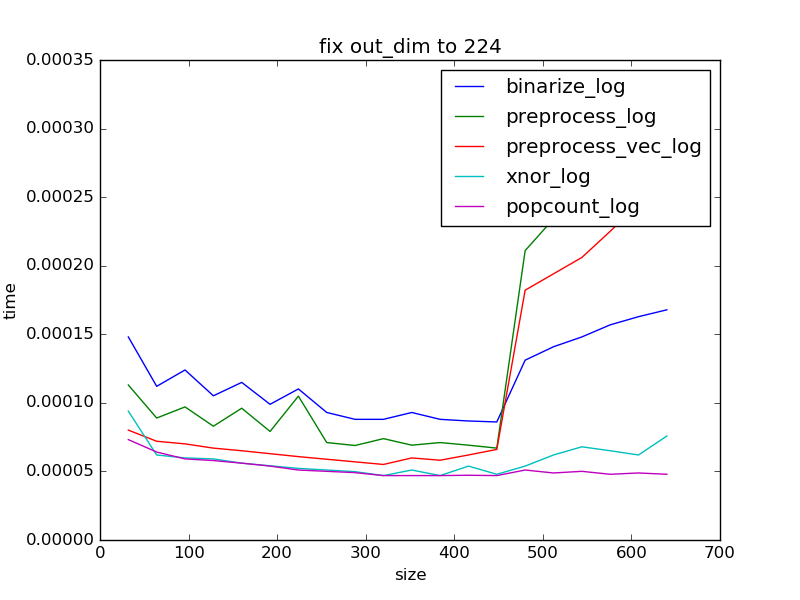 fix out_dim to 224
0.00035
0.00030
0.00025
0.00020
0.00015
0.00010
0.00005
0.00000
time
binarize_log
preprocess_log
preprocess_vec_log
xnor_log
popcount_log
0 100 200 300 400 500 600 700
size